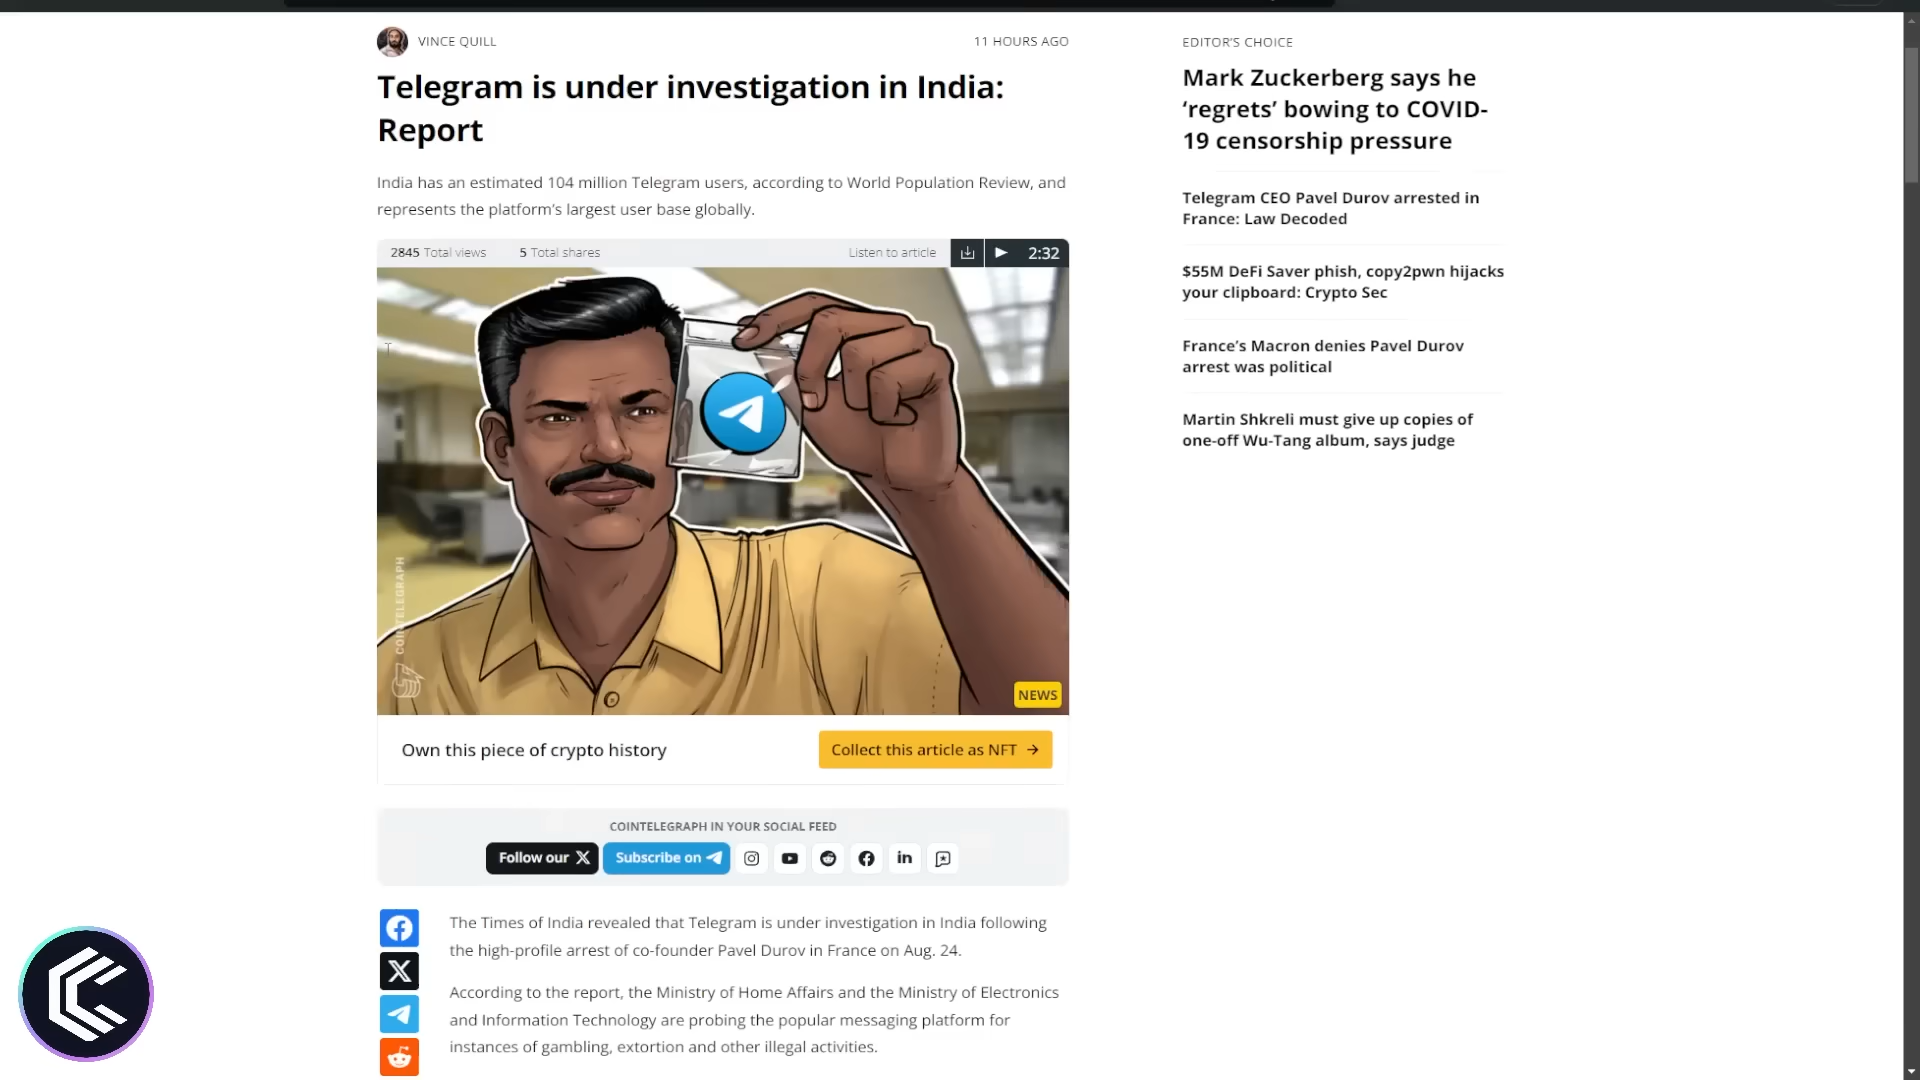 VINCE QUILL
11 HOURS AGO
Telegram is under investigation in India:
Report
India has an estimated 104 million Telegram users, according to World Population Review, and
represents the platform's largest user base globally.
2845 Total views
5 Total shares
Listen to article
2:32
COINTELEGRAPH
NEWS
Own this piece of crypto history
Collect this article as NFT →
COINTELEGRAPH IN YOUR SOCIAL FEED
Follow our X
Subscribe on
The Times of India revealed that Telegram is under investigation in India following
the high-profile arrest of co-founder Pavel Durov in France on Aug. 24.
According to the report, the Ministry of Home Affairs and the Ministry of Electronics
and Information Technology are probing the popular messaging platform for
instances of gambling, extortion and other illegal activities.
EDITOR'S CHOICE
Mark Zuckerberg says he
‘regrets’ bowing to COVID-
19 censorship pressure
Telegram CEO Pavel Durov arrested in
France: Law Decoded
$55M DeFi Saver phish, copy2pwn hijacks
your clipboard: Crypto Sec
France’s Macron denies Pavel Durov
arrest was political
Martin Shkreli must give up copies of
one-off Wu-Tang album, says judge